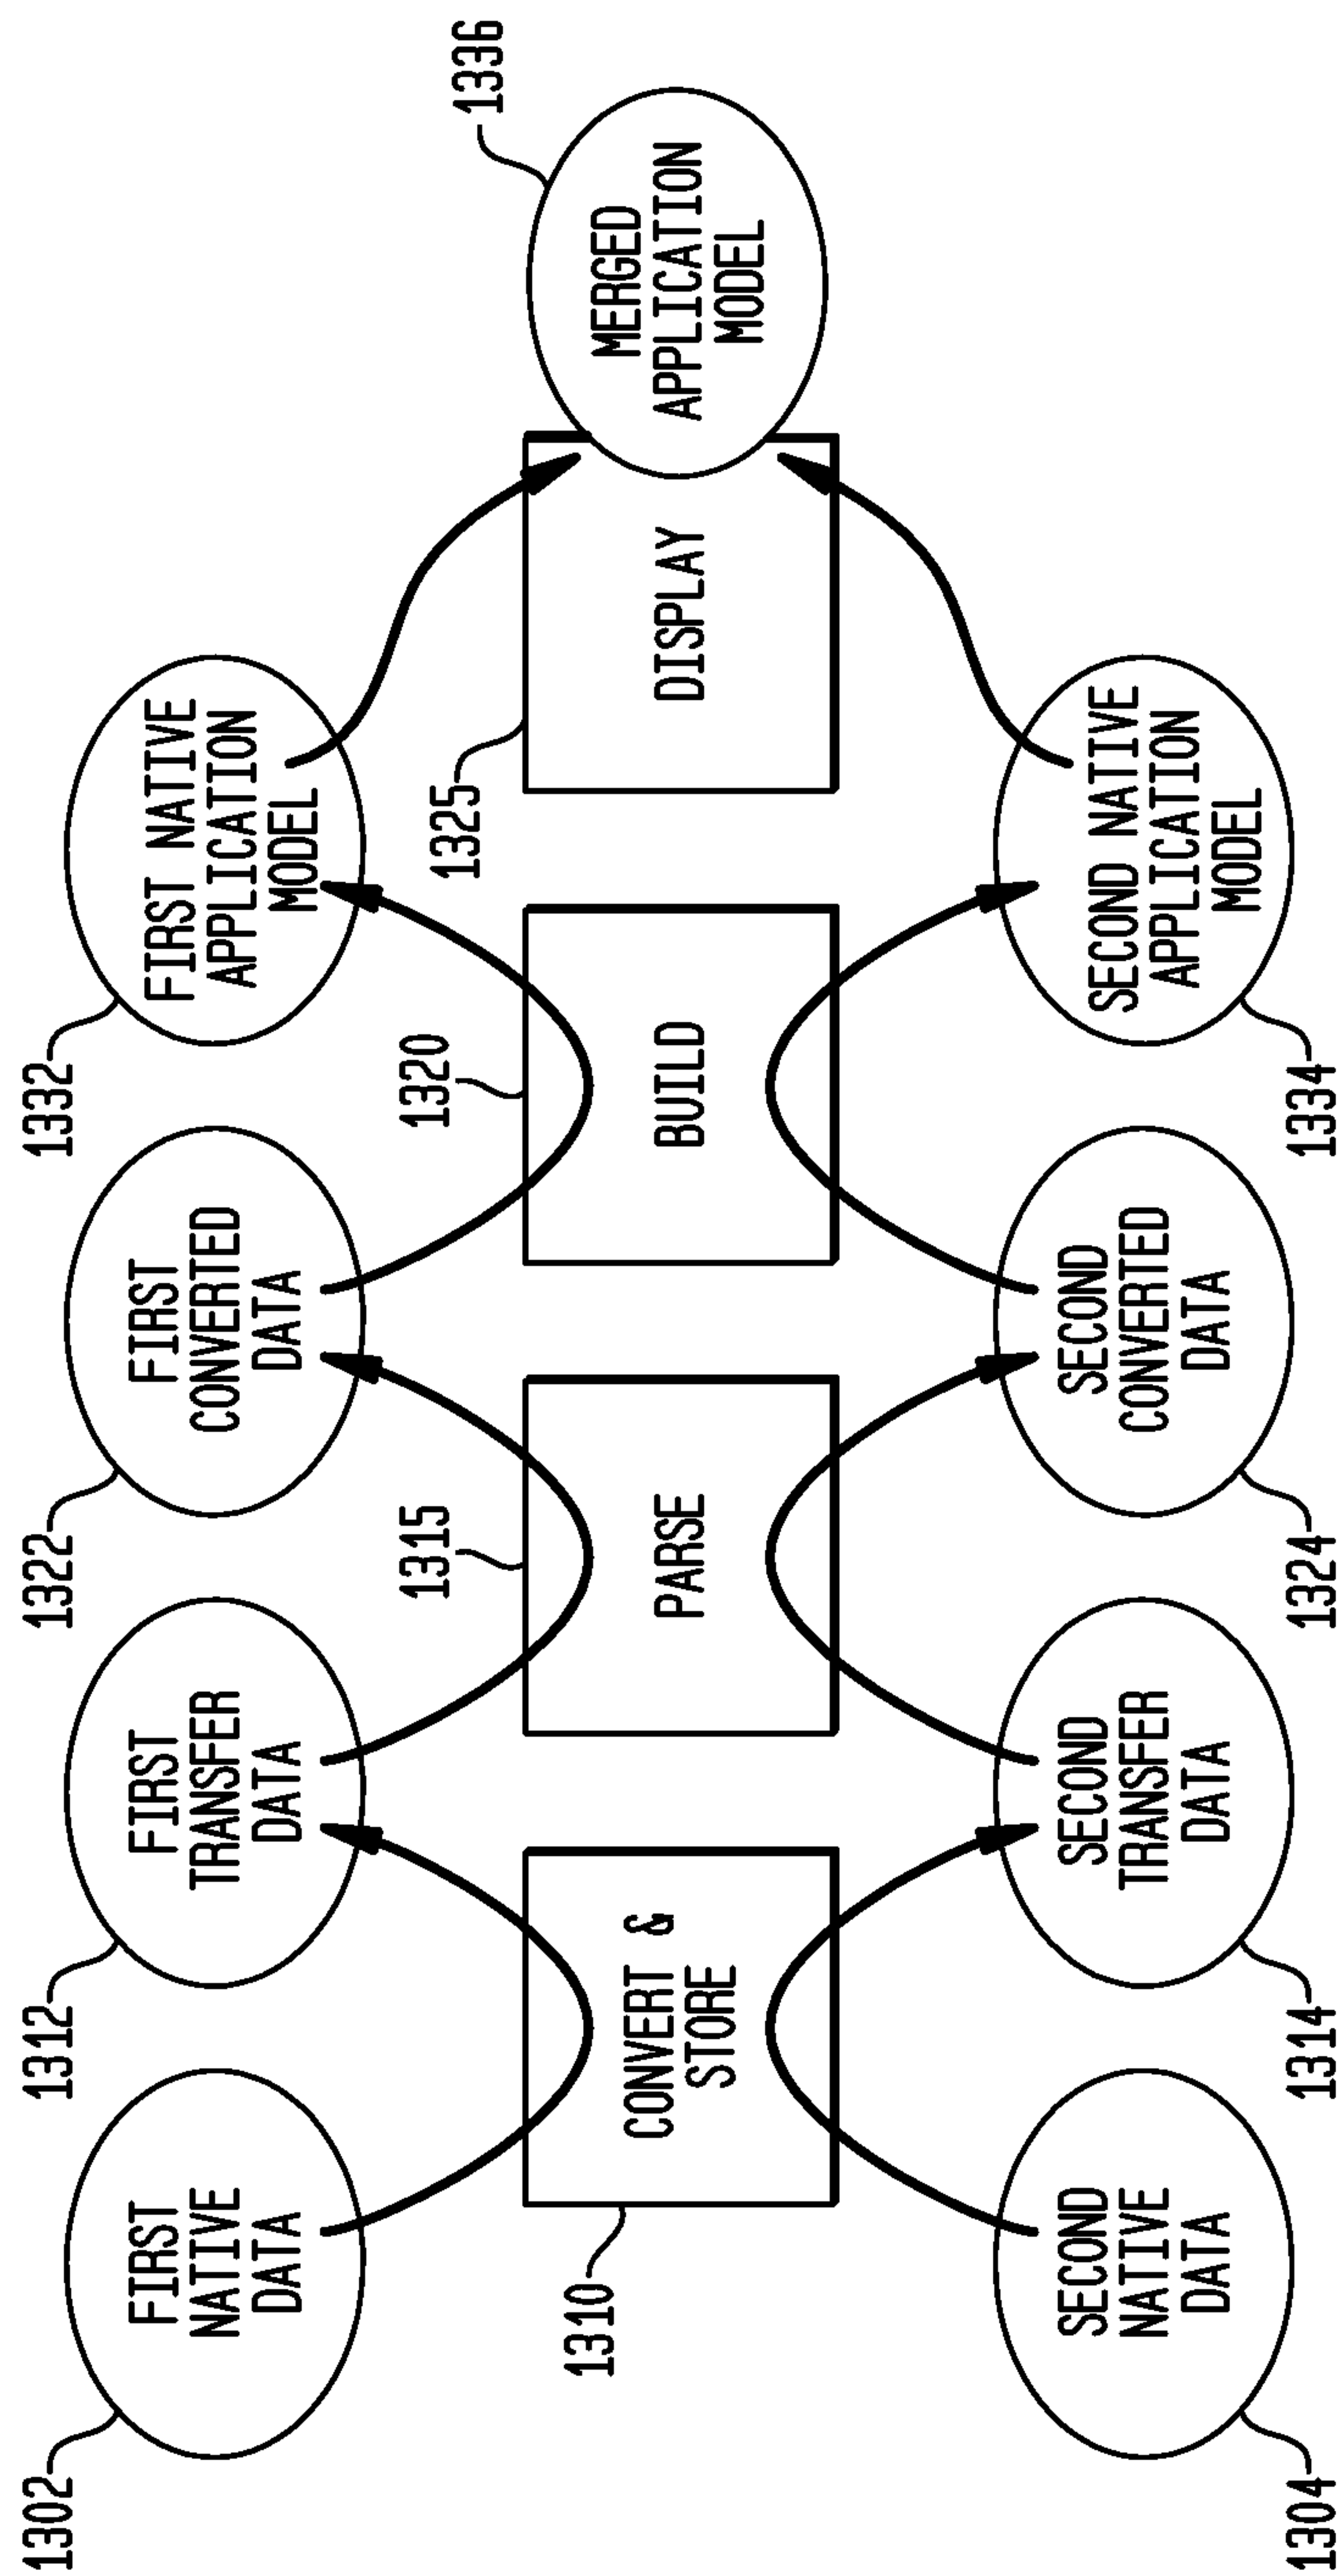 1302
FIRST
NATIVE
DATA
1312
FIRST
TRANSFER
DATA
1322
FIRST
CONVERTED
DATA
1332
FIRST NATIVE
APPLICATION
MODEL
1310
CONVERT &
STORE
1315
PARSE
1320
BUILD
1325
DISPLAY
1336
MERGED
APPLICATION
MODEL
SECOND
NATIVE
DATA
1304
SECOND
TRANSFER
DATA
1314
SECOND
CONVERTED
DATA
1324
SECOND NATIVE
APPLICATION
MODEL
1334